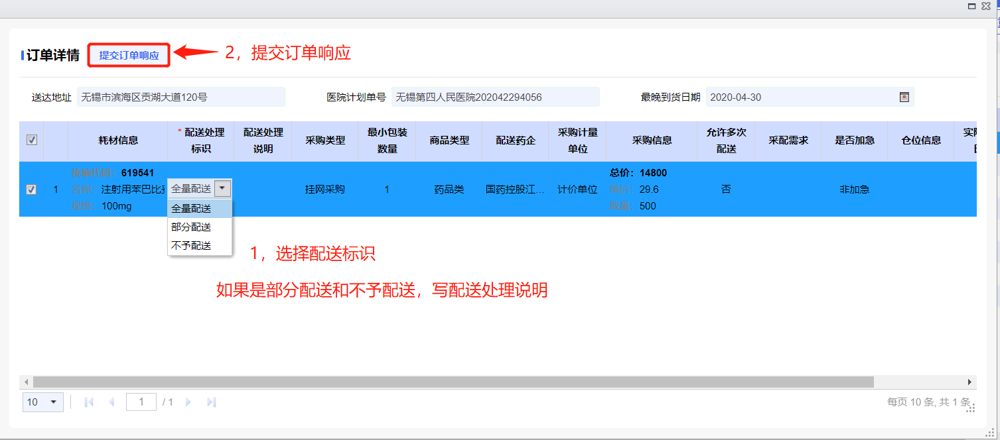 订单详情 提交订单响应 2，提交订单响应
送达地址 无锡市滨海区贡湖大道120号 医院计划单号 无锡第四人民医院202042294056 最晚到货日期 2020-04-30
耗材信息 * 配送处理标识 配送处理说明 采购类型 最小包装数量 商品类型 配送药企 采购计量单位 采购信息 允许多次配送 采配需求 是否加急 仓位信息
统编代码：619541 总价：14800
1 名称：注射用苯巴比 全量配送 挂网采购 1 药品类 国药控股江... 计价单位 单价：29.6 否 非加急
规格：100mg 数量：500
全量配送
部分配送
不予配送
1，选择配送标识
如果是部分配送和不予配送，写配送处理说明
10 1 / 1 每页 10 条, 共 1 条